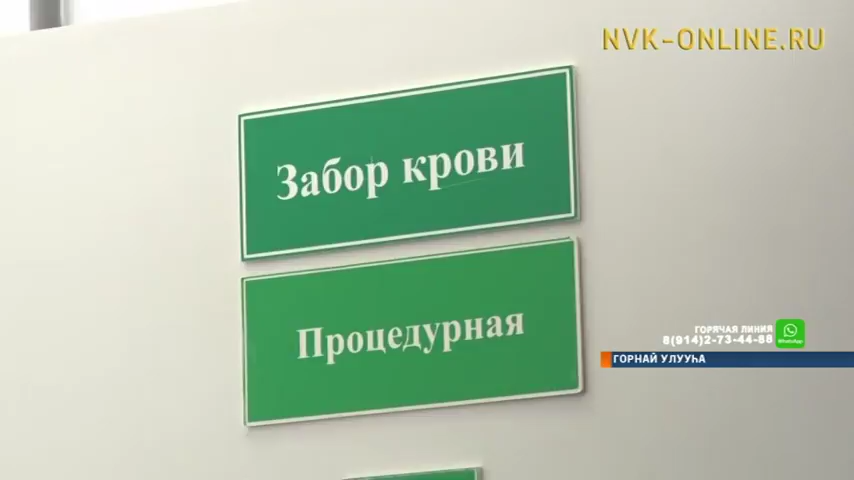 NVK-ONLINE.RU
Забор крови
Процедурная
ГОРЯЧАЯ ЛИНИЯ
8(914)2-73-44-88
WhatsApp
ГОРНАЙ УЛУУҺА